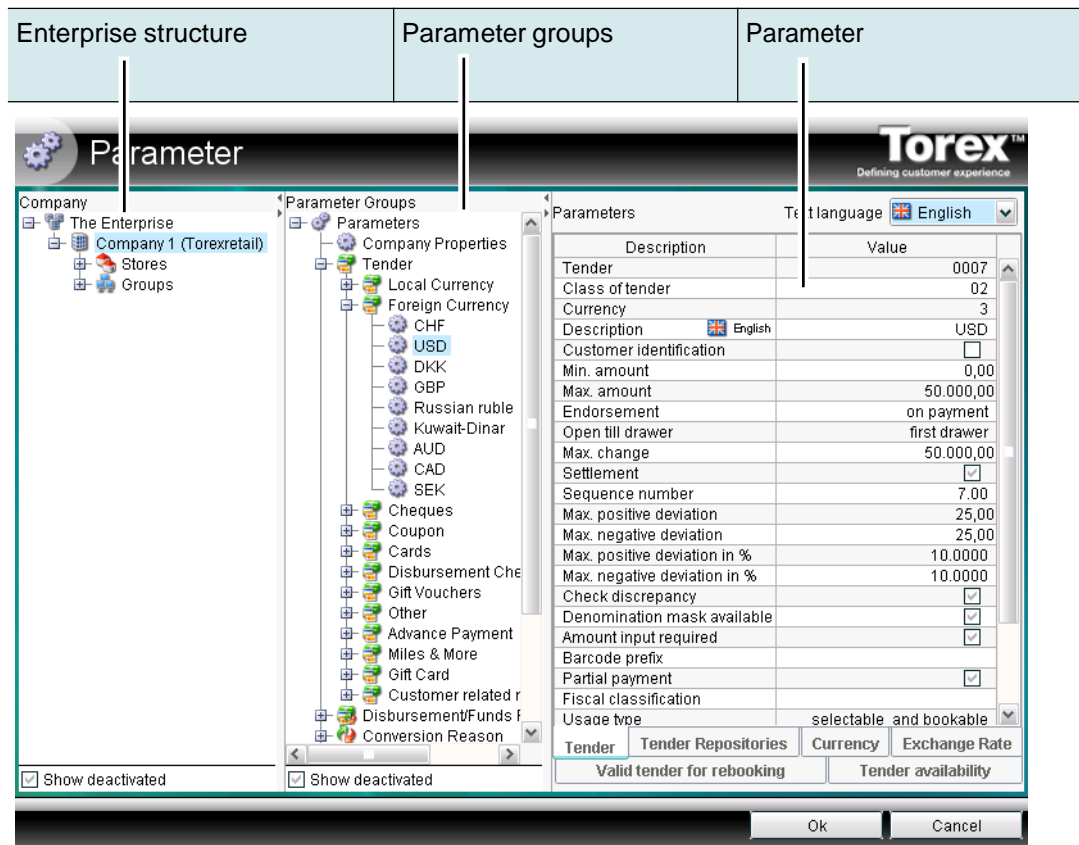 Enterprise structure
Parameter groups
Parameter
Parameter
Torex™
Defining customer experience
Company
The Enterprise
Company 1 (Torexretail)
Stores
Groups
Show deactivated
Parameter Groups
Parameters
Company Properties
Tender
Local Currency
Foreign Currency
CHF
USD
DKK
GBP
Russian ruble
Kuwait-Dinar
AUD
CAD
SEK
Cheques
Coupon
Cards
Disbursement Che
Gift Vouchers
Other
Advance Payment
Miles & More
Gift Card
Customer related r
Disbursement/Funds F
Conversion Reason
Show deactivated
Parameters Text language English
Description Value
Tender 0007
Class of tender 02
Currency 3
Description English USD
Customer identification
Min. amount 0,00
Max. amount 50.000,00
Endorsement on payment
Open till drawer first drawer
Max. change 50.000,00
Settlement
Sequence number 7.00
Max. positive deviation 25,00
Max. negative deviation 25,00
Max. positive deviation in % 10.0000
Max. negative deviation in % 10.0000
Check discrepancy
Denomination mask available
Amount input required
Barcode prefix
Partial payment
Fiscal classification
Usage type selectable and bookable
Tender Tender Repositories Currency Exchange Rate
Valid tender for rebooking Tender availability
Ok Cancel